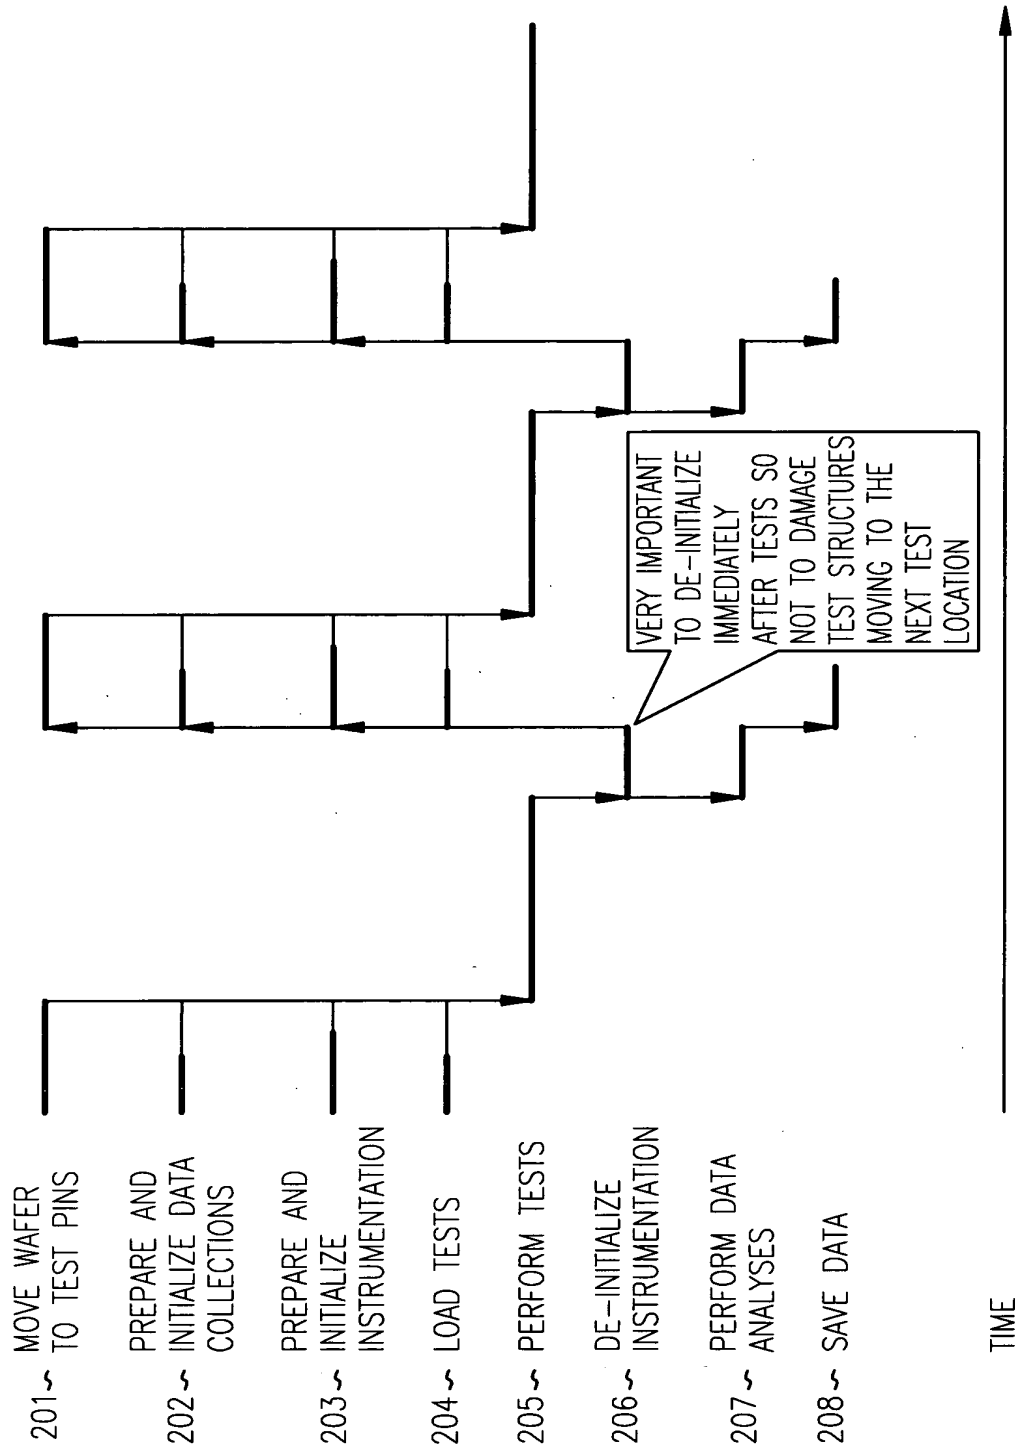 201~ MOVE WAFER
TO TEST PINS
202~ PREPARE AND
INITIALIZE DATA
COLLECTIONS
203~ PREPARE AND
INITIALIZE
INSTRUMENTATION
204~ LOAD TESTS
205~ PERFORM TESTS
206~ DE-INITIALIZE
INSTRUMENTATION
207~ PERFORM DATA
ANALYSES
208~ SAVE DATA
VERY IMPORTANT
TO DE-INITIALIZE
IMMEDIATELY
AFTER TESTS SO
NOT TO DAMAGE
TEST STRUCTURES
MOVING TO THE
NEXT TEST
LOCATION
TIME